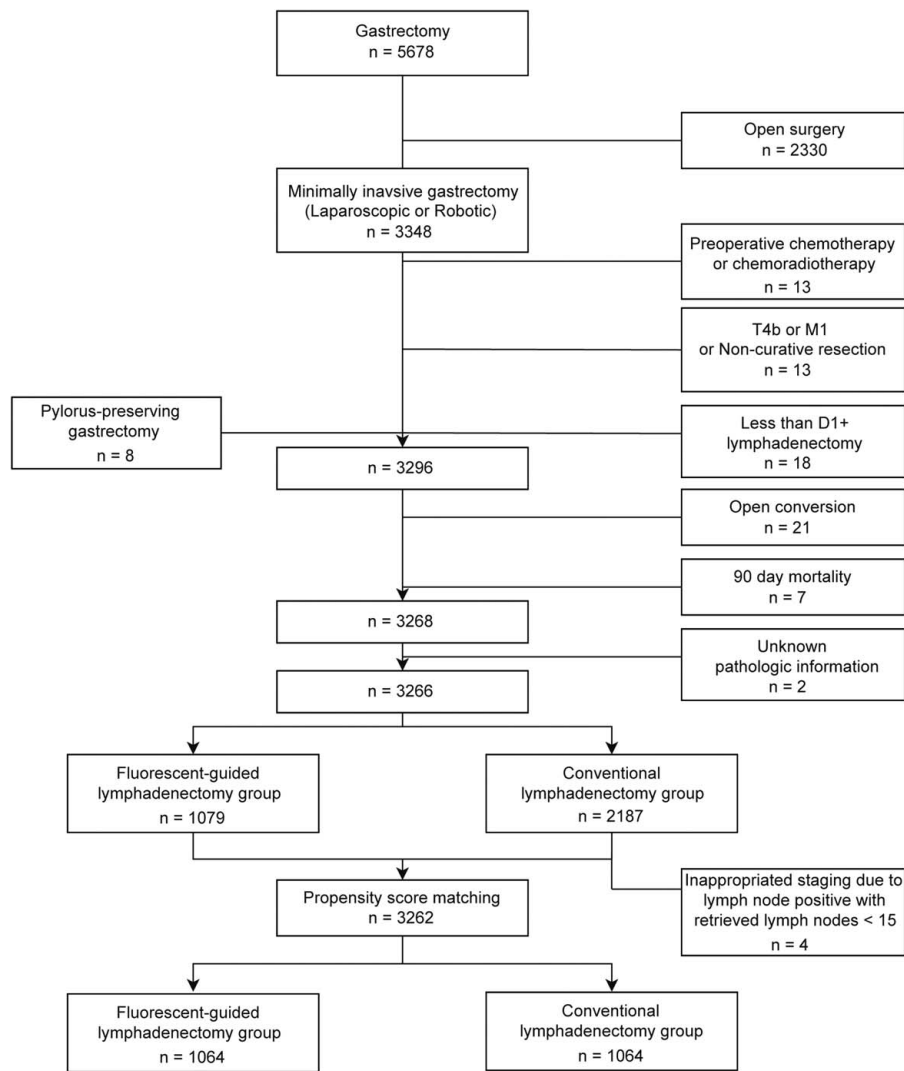 Gastrectomy
n = 5678
Open surgery
n = 2330
Minimally inavsive gastrectomy
(Laparoscopic or Robotic)
n = 3348
Preoperative chemotherapy
or chemoradiotherapy
n = 13
T4b or M1
or Non-curative resection
n = 13
Pylorus-preserving
gastrectomy
n = 8
Less than D1+
lymphadenectomy
n = 18
n = 3296
Open conversion
n = 21
90 day mortality
n = 7
n = 3268
Unknown
pathologic information
n = 2
n = 3266
Fluorescent-guided
lymphadenectomy group
n = 1079
Conventional
lymphadenectomy group
n = 2187
Inappropriated staging due to
lymph node positive with
retrieved lymph nodes < 15
n = 4
Propensity score matching
n = 3262
Fluorescent-guided
lymphadenectomy group
n = 1064
Conventional
lymphadenectomy group
n = 1064